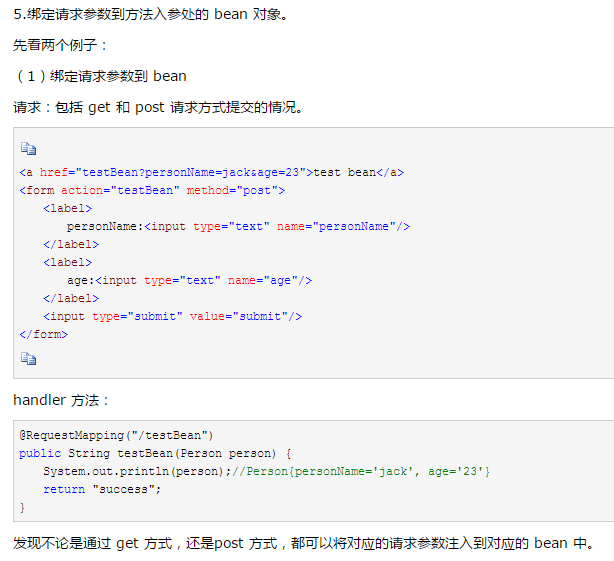 5.绑定请求参数到方法入参处的 bean 对象。
先看两个例子：
（1）绑定请求参数到 bean
请求：包括 get 和 post 请求方式提交的情况。
<a href="testBean?personName=jack&age=23">test bean</a>
<form action="testBean" method="post">
    <label>
        personName:<input type="text" name="personName"/>
    </label>
    <label>
        age:<input type="text" name="age"/>
    </label>
    <input type="submit" value="submit"/>
</form>
handler 方法：
@RequestMapping("/testBean")
public String testBean(Person person) {
    System.out.println(person);//Person{personName='jack', age='23'}
    return "success";
}
发现不论是通过 get 方式，还是post 方式，都可以将对应的请求参数注入到对应的 bean 中。